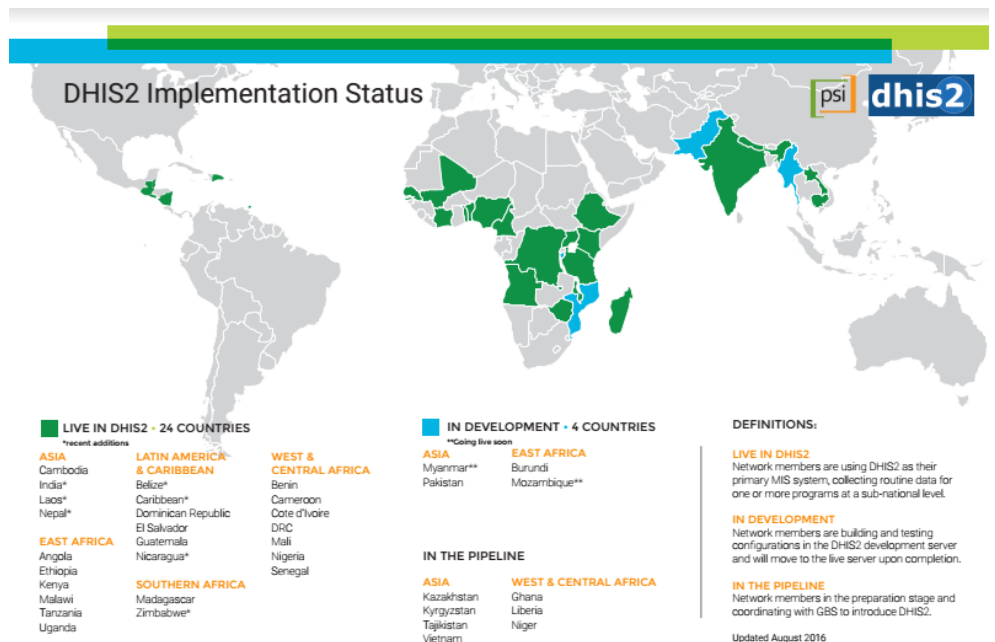 DHIS2 Implementation Status
psi
dhis2
LIVE IN DHIS2 • 24 COUNTRIES
*recent additions
ASIA
Cambodia
India*
Laos*
Nepal*
EAST AFRICA
Angola
Ethiopia
Kenya
Malawi
Tanzania
Uganda
LATIN AMERICA
& CARIBBEAN
Belize*
Caribbean*
Dominican Republic
El Salvador
Guatemala
Nicaragua*
SOUTHERN AFRICA
Madagascar
Zimbabwe*
WEST &
CENTRAL AFRICA
Benin
Cameroon
Cote d'Ivoire
DRC
Mali
Nigeria
Senegal
IN DEVELOPMENT • 4 COUNTRIES
**Going live soon
ASIA
Myanmar**
Pakistan
EAST AFRICA
Burundi
Mozambique**
IN THE PIPELINE
ASIA
Kazakhstan
Kyrgyzstan
Tajikistan
Vietnam
WEST & CENTRAL AFRICA
Ghana
Liberia
Niger
DEFINITIONS:
LIVE IN DHIS2
Network members are using DHIS2 as their
primary MIS system, collecting routine data for
one or more programs at a sub-national level.
IN DEVELOPMENT
Network members are building and testing
configurations in the DHIS2 development server
and will move to the live server upon completion.
IN THE PIPELINE
Network members in the preparation stage and
coordinating with GBS to introduce DHIS2.
Updated August 2016